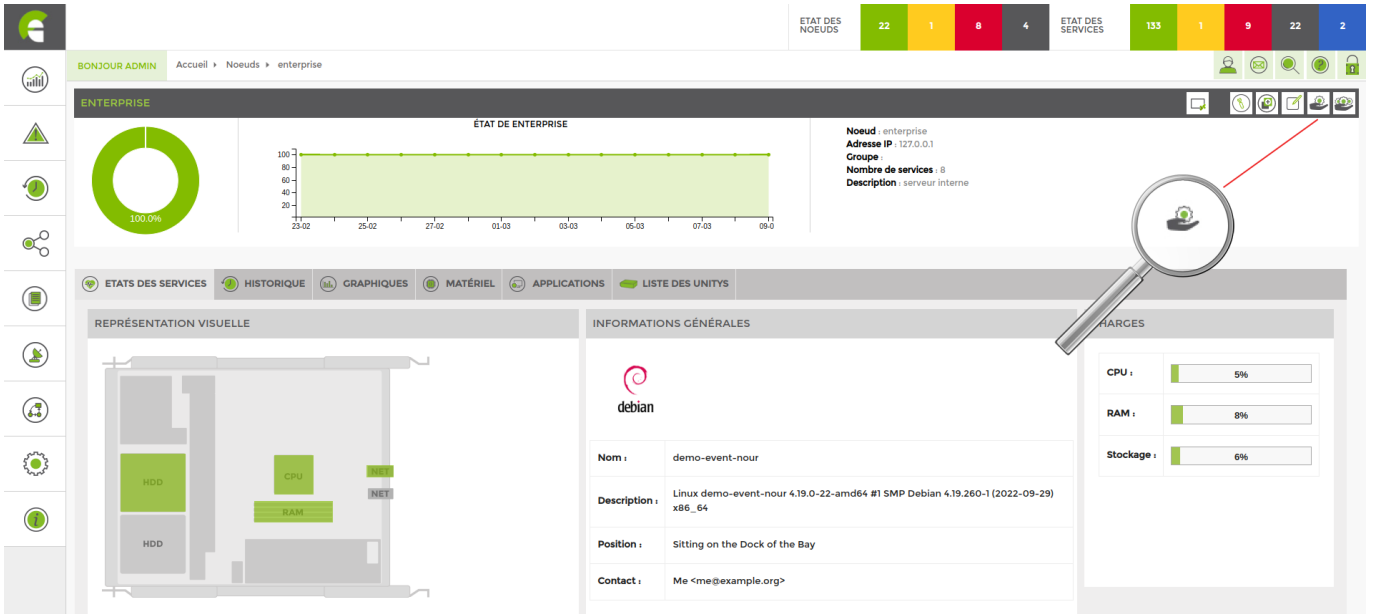 ETAT DES
NOEUDS
22
1
8
4
ETAT DES
SERVICES
133
1
9
22
2
BONJOUR ADMIN
Accueil
Noeuds
enterprise
ENTERPRISE
ÉTAT DE ENTERPRISE
100.0%
100
80
60
40
20
23-02
25-02
27-02
01-03
03-03
05-03
07-03
09-0
Noeud : enterprise
Adresse IP : 127.0.0.1
Groupe :
Nombre de services : 8
Description : serveur interne
ETATS DES SERVICES
HISTORIQUE
GRAPHIQUES
MATÉRIEL
APPLICATIONS
LISTE DES UNITYS
REPRÉSENTATION VISUELLE
HDD
HDD
CPU
RAM
NET
NET
INFORMATIONS GÉNÉRALES
debian
Nom :
demo-event-nour
Description :
Linux demo-event-nour 4.19.0-22-amd64 #1 SMP Debian 4.19.260-1 (2022-09-29)
x86_64
Position :
Sitting on the Dock of the Bay
Contact :
Me <me@example.org>
HARGES
CPU :
5%
RAM :
8%
Stockage :
6%